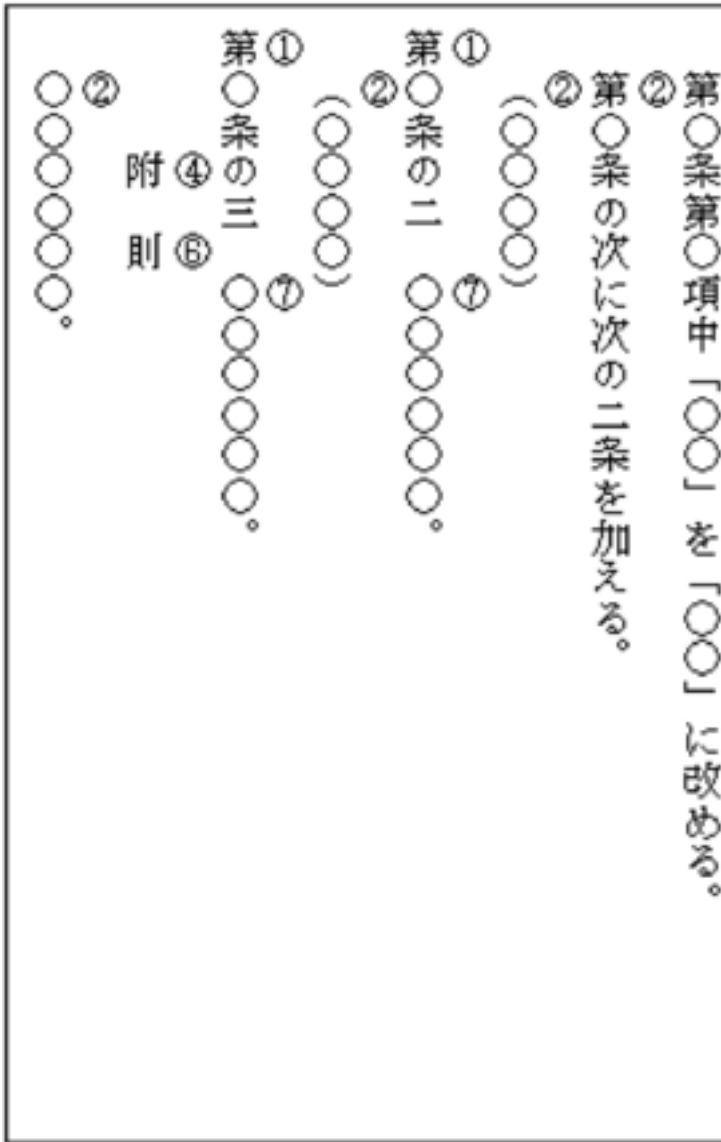 第○条第○項中「○○」を「○○」に改める。
②
第○条の次に次の二条を加える。
②
（○○○○）
① ⑦
第○条の二　○○○○○○。
②
（○○○○）
① ⑦
第○条の三　○○○○○○。
④ ⑥
附　則
②
○○○○○○。